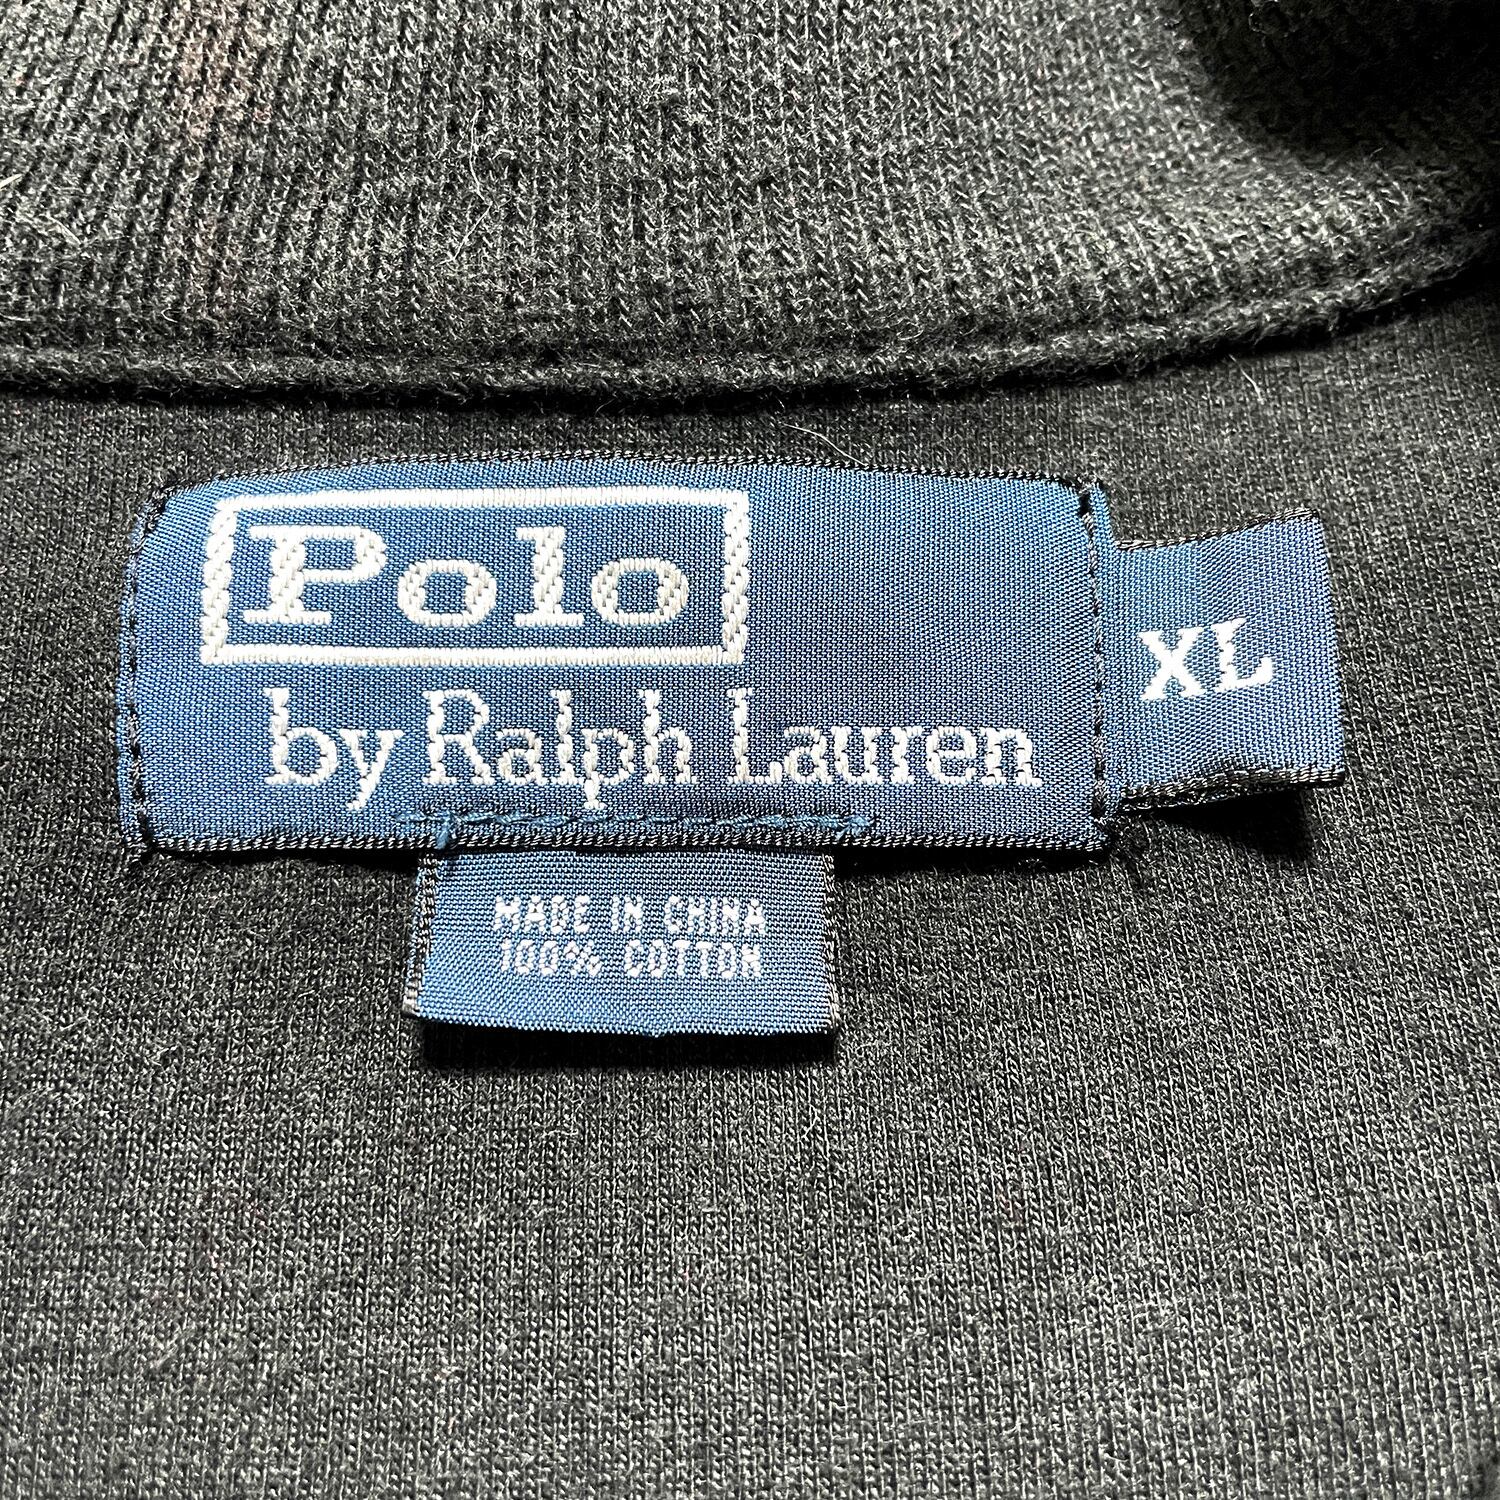 Polo
by Ralph Lauren
XL
MADE IN CHINA
100% COTTON